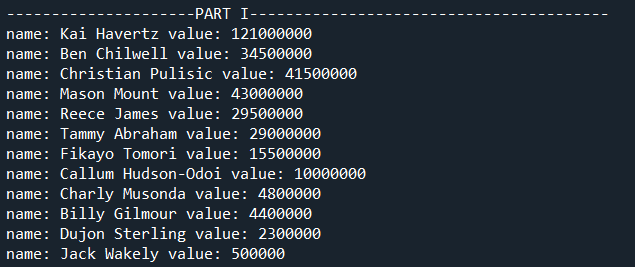 ---------------------PART I----------------------------------------
name: Kai Havertz value: 121000000
name: Ben Chilwell value: 34500000
name: Christian Pulisic value: 41500000
name: Mason Mount value: 43000000
name: Reece James value: 29500000
name: Tammy Abraham value: 29000000
name: Fikayo Tomori value: 15500000
name: Callum Hudson-Odoi value: 10000000
name: Charly Musonda value: 4800000
name: Billy Gilmour value: 4400000
name: Dujon Sterling value: 2300000
name: Jack Wakely value: 500000